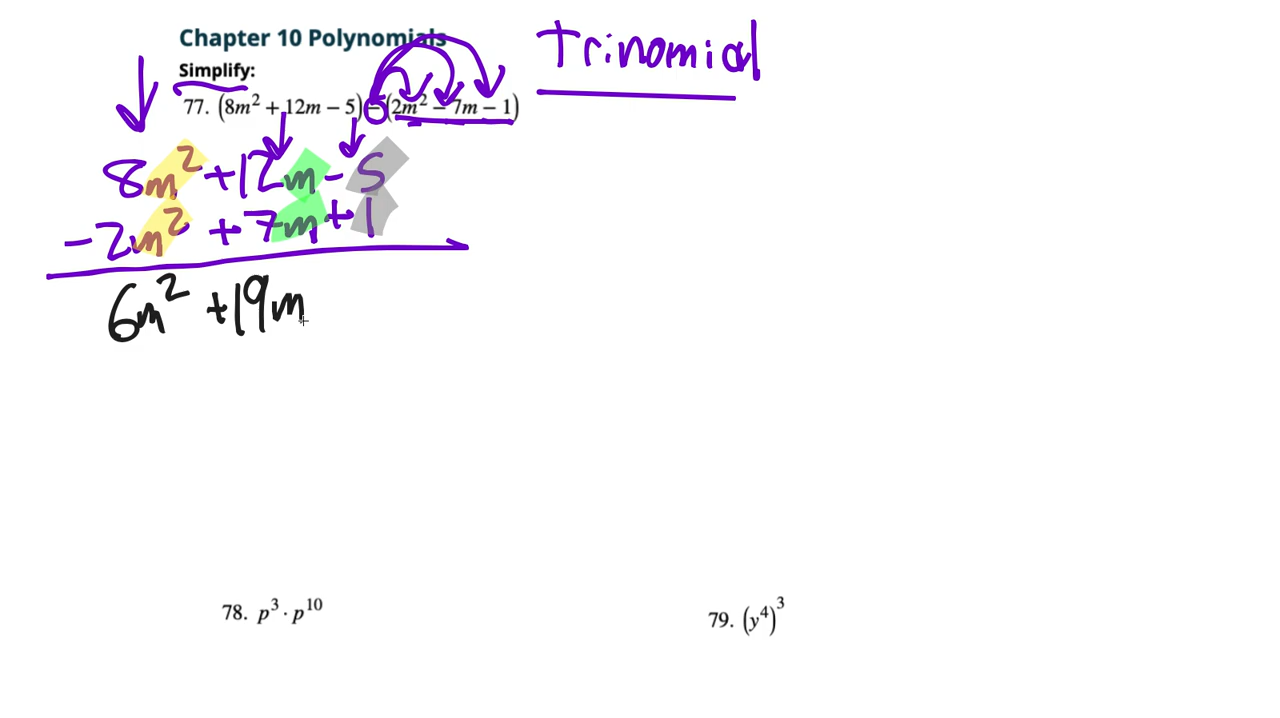 Chapter 10 Polynomials
Trinomial
Simplify:
77. (8m² + 12m − 5) − (2m² − 7m − 1)
8m² + 12m - 5
- 2m² + 7m + 1
6m² + 19m
78. p³ · p¹⁰
79. (y⁴)³